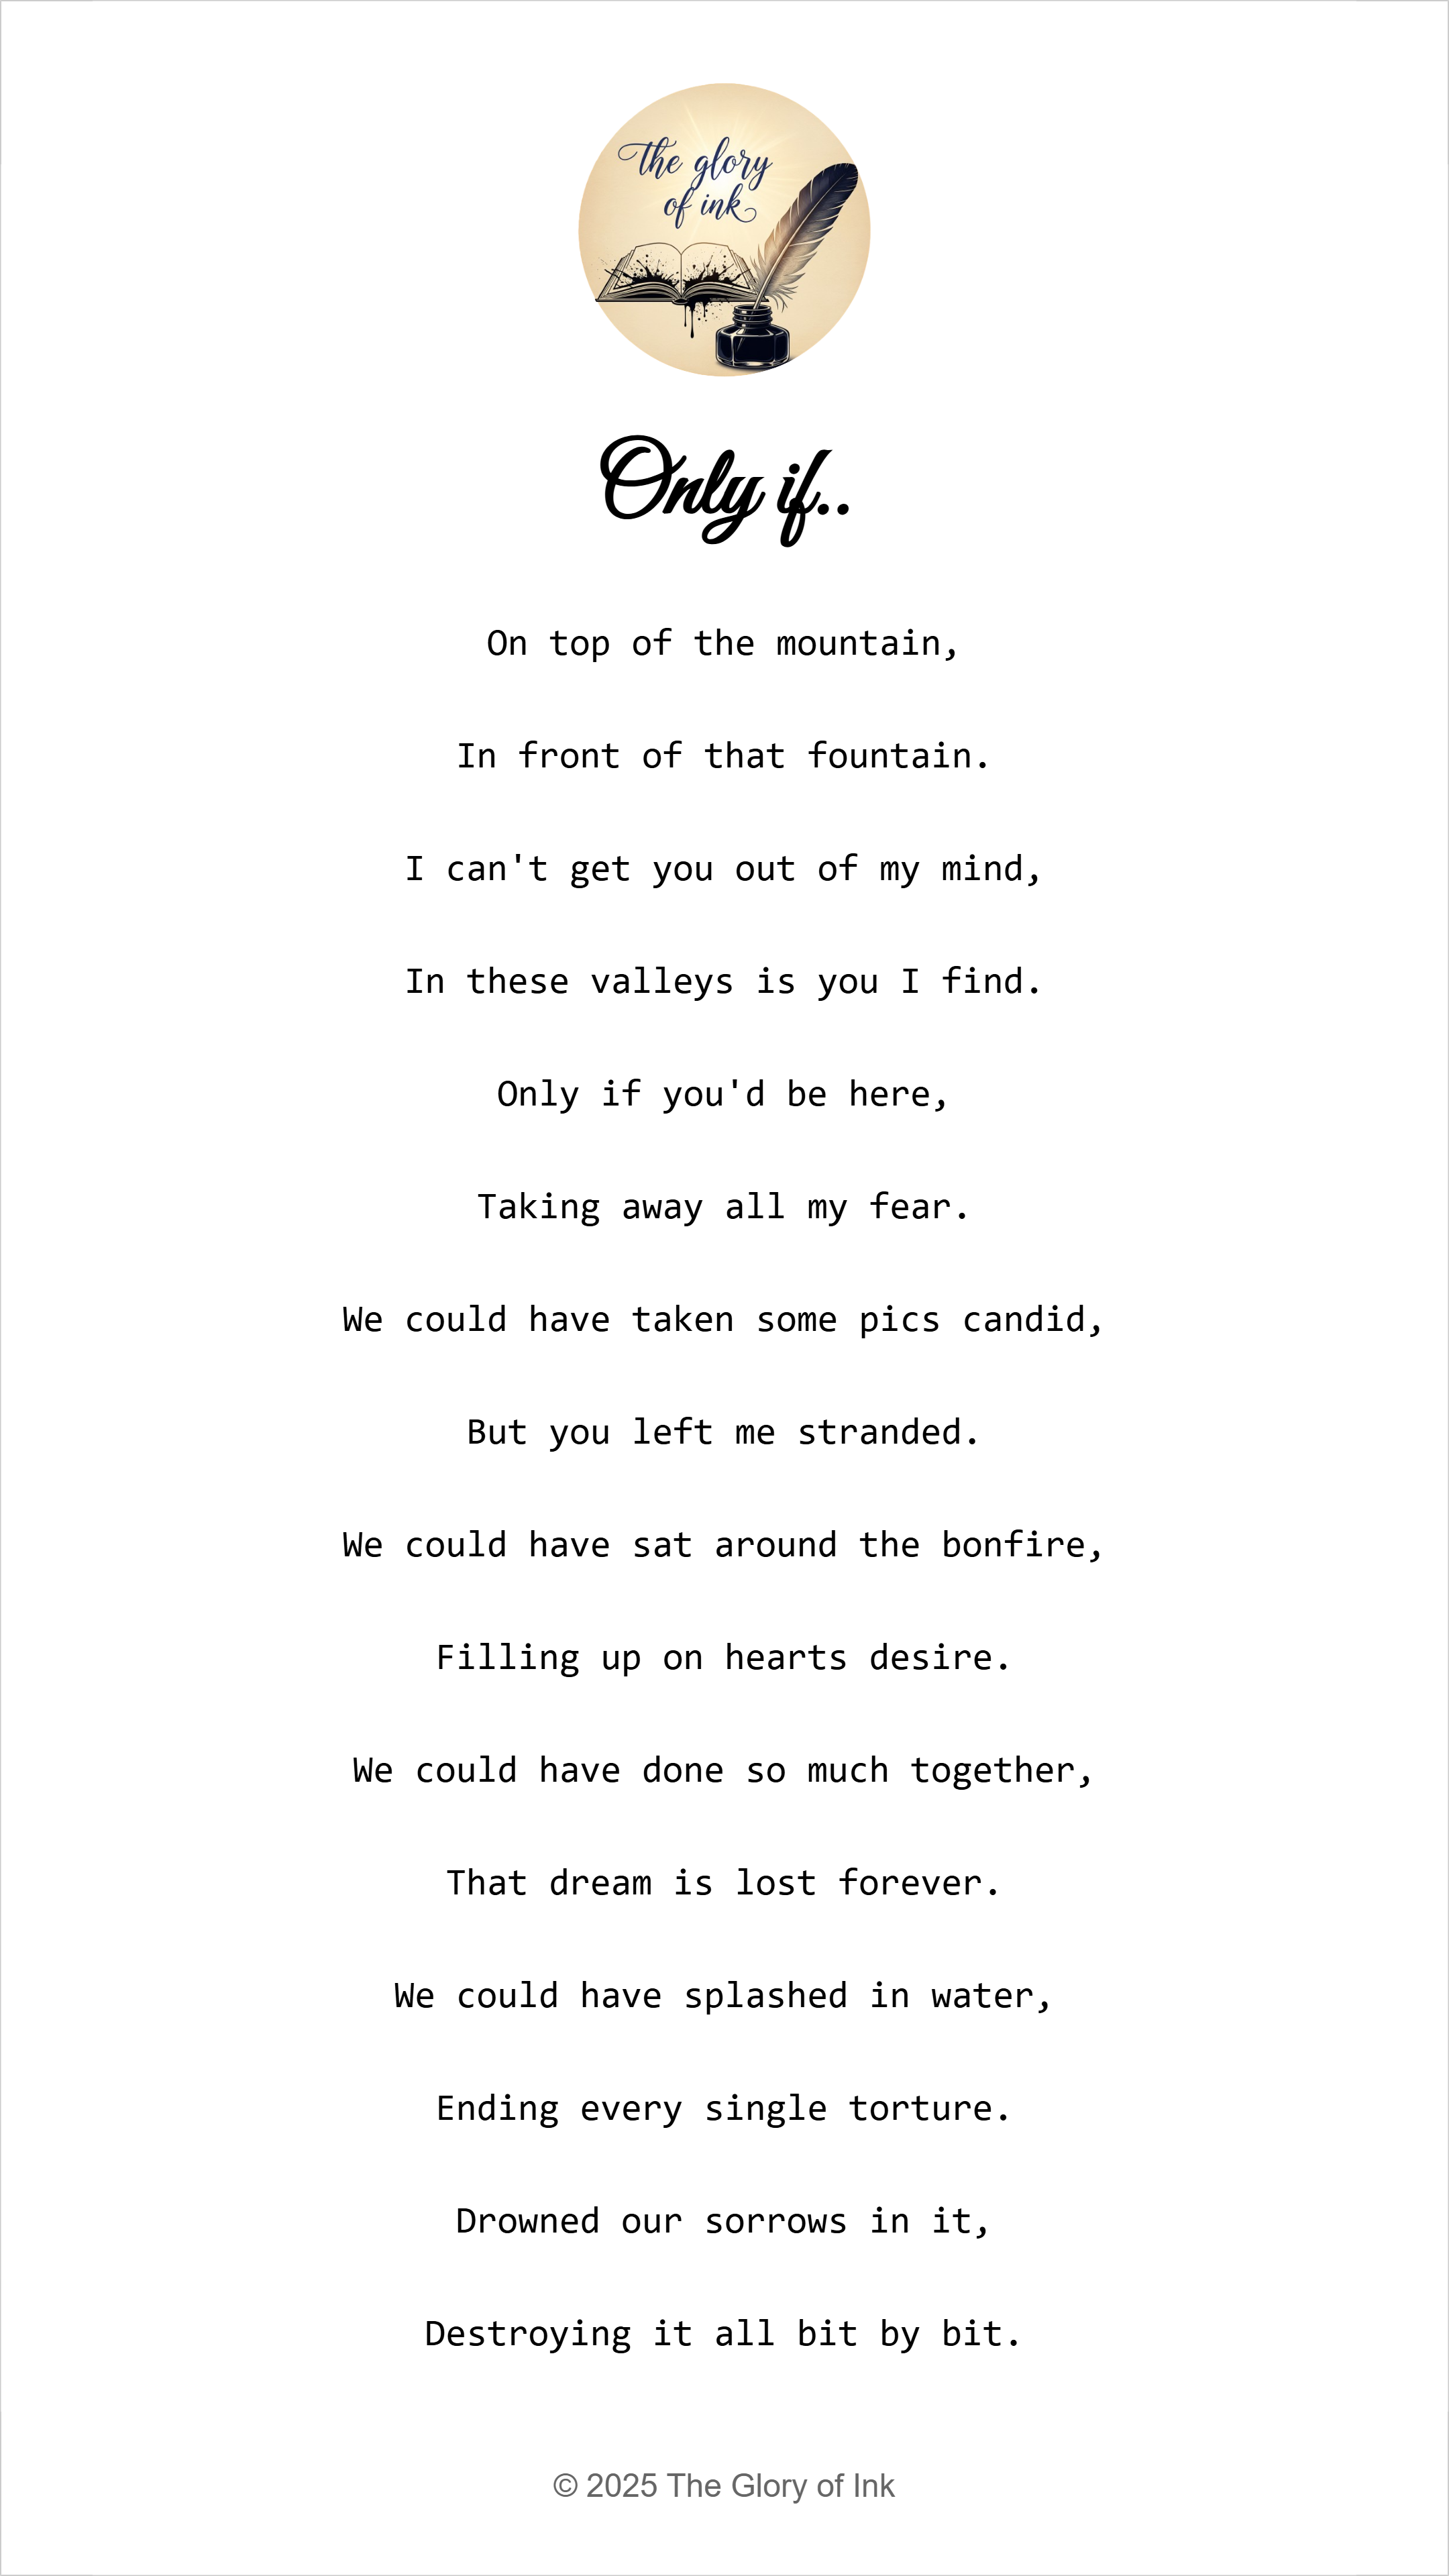 the glory
of ink
Only if..
On top of the mountain,
In front of that fountain.
I can't get you out of my mind,
In these valleys is you I find.
Only if you'd be here,
Taking away all my fear.
We could have taken some pics candid,
But you left me stranded.
We could have sat around the bonfire,
Filling up on hearts desire.
We could have done so much together,
That dream is lost forever.
We could have splashed in water,
Ending every single torture.
Drowned our sorrows in it,
Destroying it all bit by bit.
© 2025 The Glory of Ink